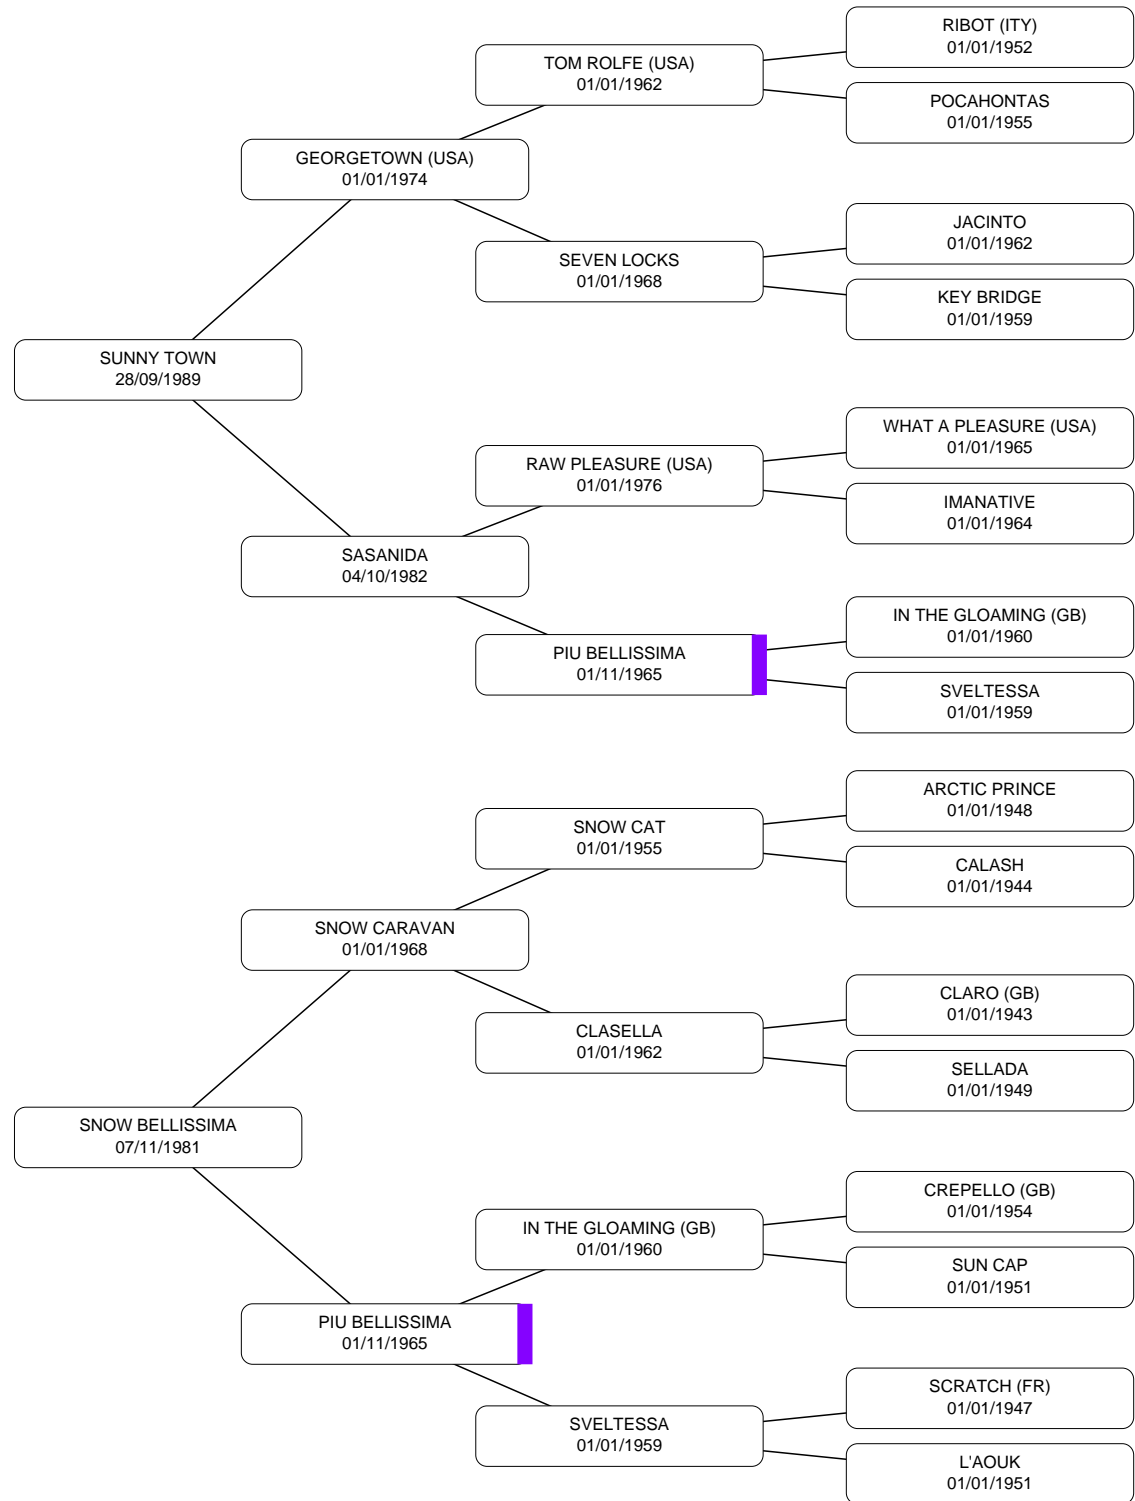 RIBOT (ITY)
01/01/1952
TOM ROLFE (USA)
01/01/1962
POCAHONTAS
01/01/1955
GEORGETOWN (USA)
01/01/1974
JACINTO
01/01/1962
SEVEN LOCKS
01/01/1968
KEY BRIDGE
01/01/1959
SUNNY TOWN
28/09/1989
WHAT A PLEASURE (USA)
01/01/1965
RAW PLEASURE (USA)
01/01/1976
IMANATIVE
01/01/1964
SASANIDA
04/10/1982
IN THE GLOAMING (GB)
01/01/1960
PIU BELLISSIMA
01/11/1965
SVELTESSA
01/01/1959
ARCTIC PRINCE
01/01/1948
SNOW CAT
01/01/1955
CALASH
01/01/1944
SNOW CARAVAN
01/01/1968
CLARO (GB)
01/01/1943
CLASELLA
01/01/1962
SELLADA
01/01/1949
SNOW BELLISSIMA
07/11/1981
CREPELLO (GB)
01/01/1954
IN THE GLOAMING (GB)
01/01/1960
SUN CAP
01/01/1951
PIU BELLISSIMA
01/11/1965
SCRATCH (FR)
01/01/1947
SVELTESSA
01/01/1959
L'AOUK
01/01/1951